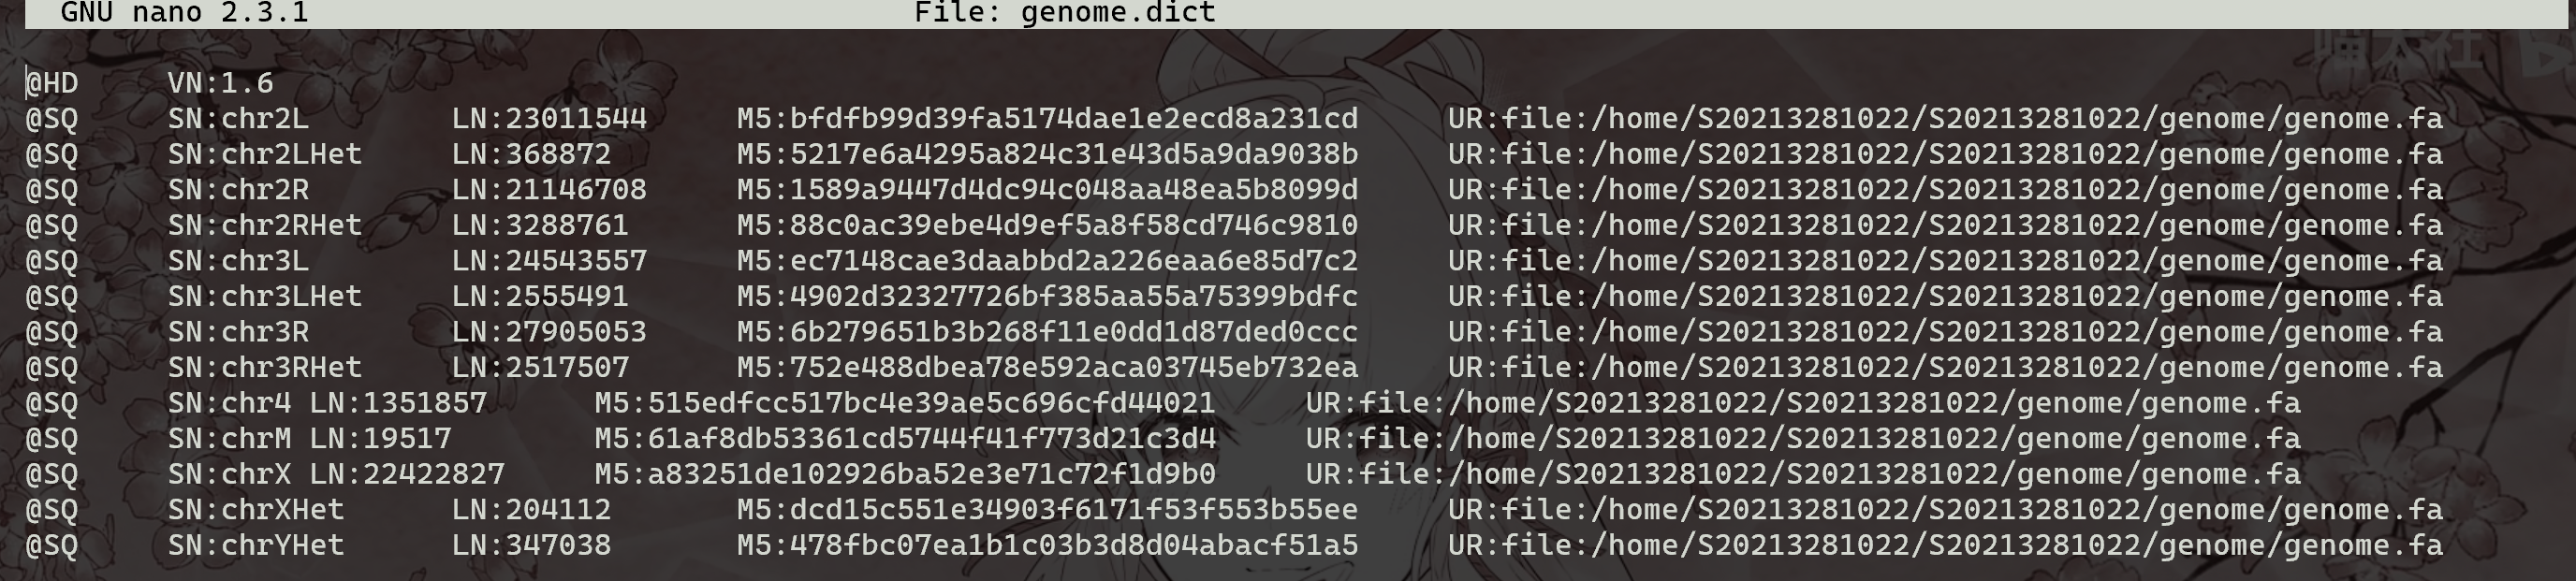 GNU nano 2.3.1 File: genome.dict
@HD VN:1.6
@SQ SN:chr2L LN:23011544 M5:bfdfb99d39fa5174dae1e2ecd8a231cd UR:file:/home/S20213281022/S20213281022/genome/genome.fa
@SQ SN:chr2LHet LN:368872 M5:5217e6a4295a824c31e43d5a9da9038b UR:file:/home/S20213281022/S20213281022/genome/genome.fa
@SQ SN:chr2R LN:21146708 M5:1589a9447d4dc94c048aa48ea5b8099d UR:file:/home/S20213281022/S20213281022/genome/genome.fa
@SQ SN:chr2RHet LN:3288761 M5:88c0ac39ebe4d9ef5a8f58cd746c9810 UR:file:/home/S20213281022/S20213281022/genome/genome.fa
@SQ SN:chr3L LN:24543557 M5:ec7148cae3daabbd2a226eaa6e85d7c2 UR:file:/home/S20213281022/S20213281022/genome/genome.fa
@SQ SN:chr3LHet LN:2555491 M5:4902d32327726bf385aa55a75399bdfc UR:file:/home/S20213281022/S20213281022/genome/genome.fa
@SQ SN:chr3R LN:27905053 M5:6b279651b3b268f11e0dd1d87ded0ccc UR:file:/home/S20213281022/S20213281022/genome/genome.fa
@SQ SN:chr3RHet LN:2517507 M5:752e488dbea78e592aca03745eb732ea UR:file:/home/S20213281022/S20213281022/genome/genome.fa
@SQ SN:chr4 LN:1351857 M5:515edfcc517bc4e39ae5c696cfd44021 UR:file:/home/S20213281022/S20213281022/genome/genome.fa
@SQ SN:chrM LN:19517 M5:61af8db53361cd5744f41f773d21c3d4 UR:file:/home/S20213281022/S20213281022/genome/genome.fa
@SQ SN:chrX LN:22422827 M5:a83251de102926ba52e3e71c72f1d9b0 UR:file:/home/S20213281022/S20213281022/genome/genome.fa
@SQ SN:chrXHet LN:204112 M5:dcd15c551e34903f6171f53f553b55ee UR:file:/home/S20213281022/S20213281022/genome/genome.fa
@SQ SN:chrYHet LN:347038 M5:478fbc07ea1b1c03b3d8d04abacf51a5 UR:file:/home/S20213281022/S20213281022/genome/genome.fa